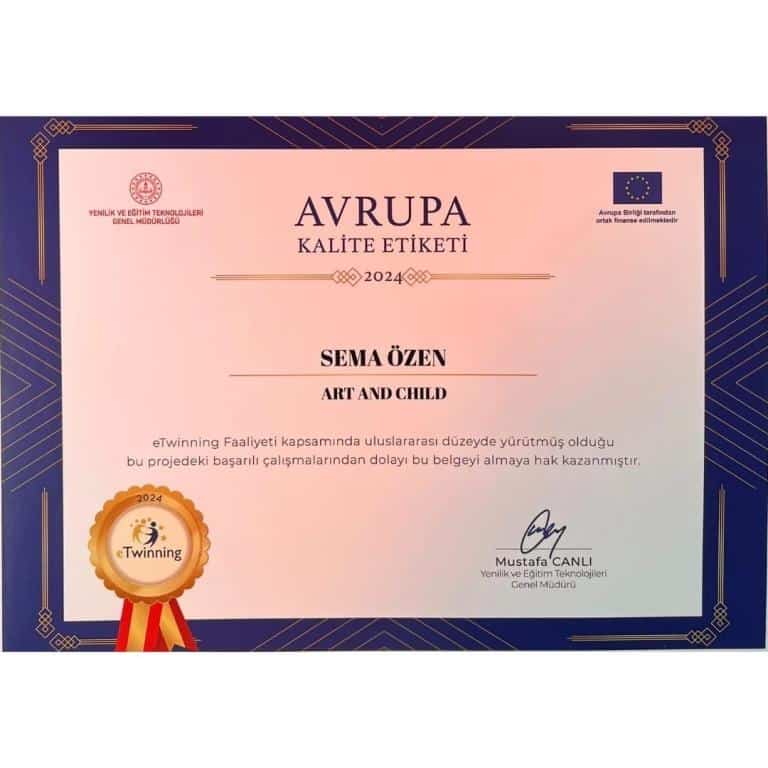 YENİLİK VE EĞİTİM TEKNOLOJİLERİ
GENEL MÜDÜRLÜĞÜ
AVRUPA
KALİTE ETİKETİ
2024
Avrupa Birliği tarafından
ortak finanse edilmektedir
SEMA ÖZEN
ART AND CHILD
eTwinning Faaliyeti kapsamında uluslararası düzeyde yürütmüş olduğu
bu projedeki başarılı çalışmalarından dolayı bu belgeyi almaya hak kazanmıştır.
2024
eTwinning
Mustafa CANLI
Yenilik ve Eğitim Teknolojileri
Genel Müdürü